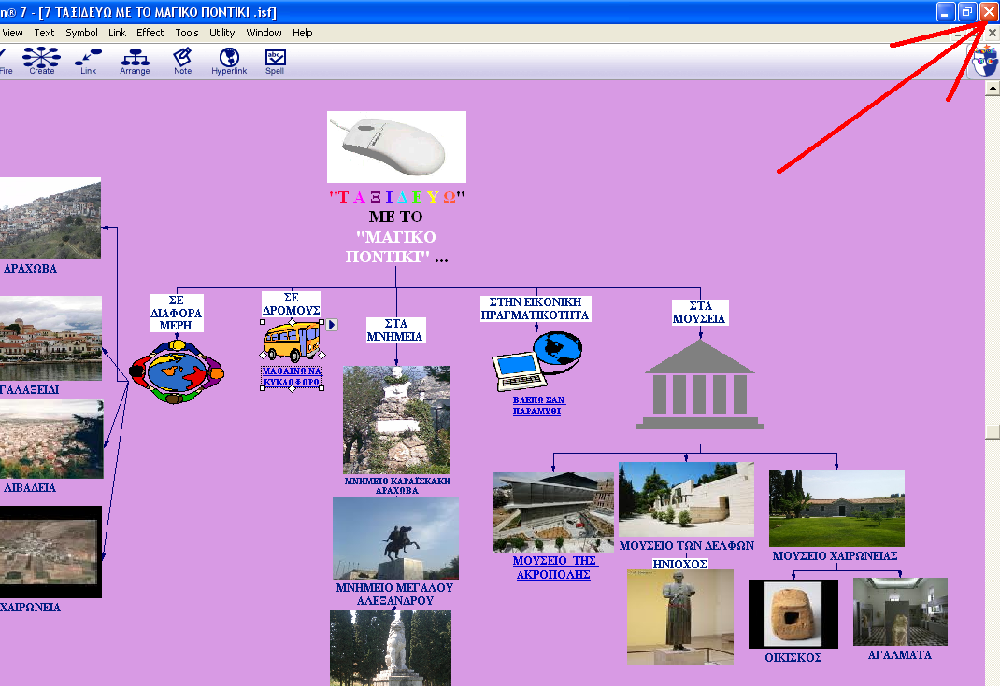 n® 7 - [7 ΤΑΞΙΔΕΥΩ ΜΕ ΤΟ ΜΑΓΙΚΟ ΠΟΝΤΙΚΙ .isf]
View Text Symbol Link Effect Tools Utility Window Help
Fire Create Link Arrange Note Hyperlink Spell
abc
"Τ Α Ξ Ι Δ Ε Υ Ω"
ΜΕ ΤΟ
"ΜΑΓΙΚΟ
ΠΟΝΤΙΚΙ" ...
ΑΡΑΧΩΒΑ
ΓΑΛΑΞΕΙΔΙ
ΛΙΒΑΔΕΙΑ
ΧΑΙΡΩΝΕΙΑ
ΣΕ
ΔΙΑΦΟΡΑ
ΜΕΡΗ
ΣΕ
ΔΡΟΜΟΥΣ
ΜΑΘΑΙΝΩ ΝΑ
ΚΥΚΛΟΦΟΡΩ
ΣΤΑ
ΜΝΗΜΕΙΑ
ΜΝΗΜΕΙΟ ΚΑΡΑΪΣΚΑΚΗ
ΑΡΑΧΩΒΑ
ΜΝΗΜΕΙΟ ΜΕΓΑΛΟΥ
ΑΛΕΞΑΝΔΡΟΥ
ΣΤΗΝ ΕΙΚΟΝΙΚΗ
ΠΡΑΓΜΑΤΙΚΟΤΗΤΑ
ΒΛΕΠΩ ΣΑΝ
ΠΑΡΑΜΥΘΙ
ΣΤΑ
ΜΟΥΣΕΙΑ
ΜΟΥΣΕΙΟ ΤΗΣ
ΑΚΡΟΠΟΛΗΣ
ΜΟΥΣΕΙΟ ΤΩΝ ΔΕΛΦΩΝ
ΗΝΙΟΧΟΣ
ΜΟΥΣΕΙΟ ΧΑΙΡΩΝΕΙΑΣ
ΟΙΚΙΣΚΟΣ
ΑΓΑΛΜΑΤΑ